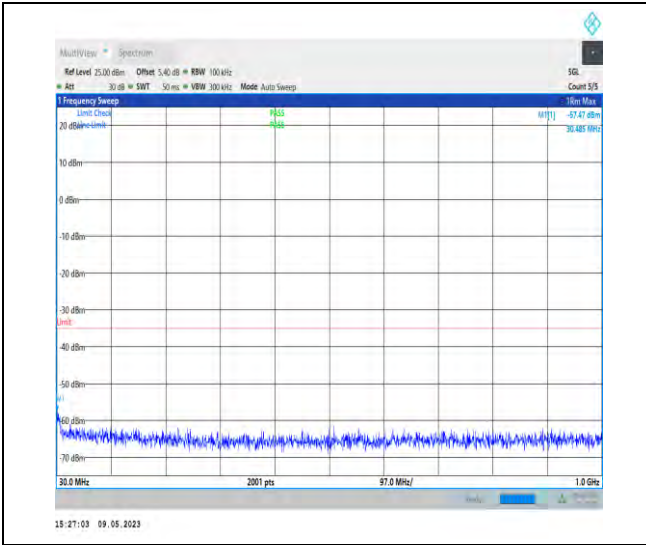 MultiView Spectrum
Ref Level 25.00 dBm Offset 5.40 dB RBW 100 kHz SGL
Att 30 dB SWT 50 ms VBW 300 kHz Mode Auto Sweep Count 5/5
1 Frequency Sweep 1Rm Max
Limit Check PASS M1[1] -57.47 dBm
20 dBm Line Limit PASS 30.485 MHz
10 dBm
0 dBm
-10 dBm
-20 dBm
-30 dBm
Limit
-40 dBm
-50 dBm
M1
-60 dBm
-70 dBm
30.0 MHz 2001 pts 97.0 MHz/ 1.0 GHz
Ready
15:27:03 09.05.2023